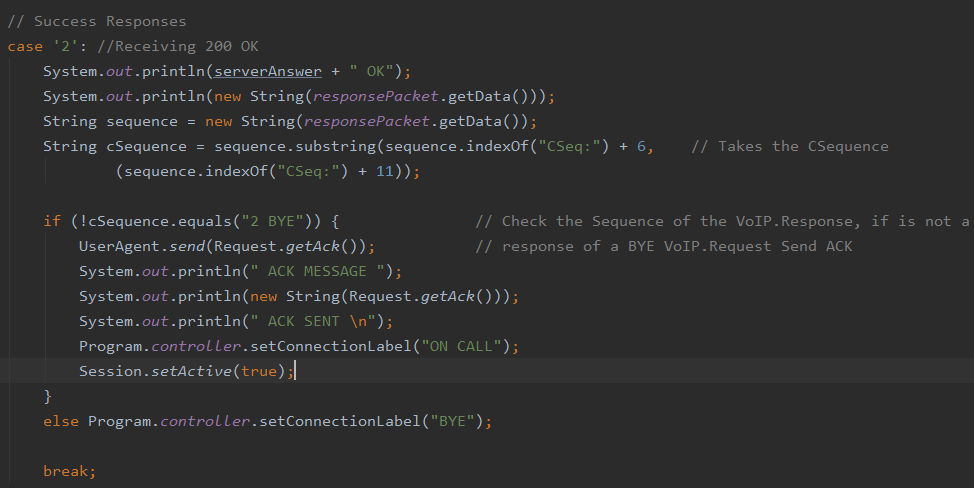 // Success Responses
case '2': //Receiving 200 OK
System.out.println(serverAnswer + " OK");
System.out.println(new String(responsePacket.getData()));
String sequence = new String(responsePacket.getData());
String cSequence = sequence.substring(sequence.indexOf("CSeq:") + 6,    // Takes the CSequence
(sequence.indexOf("CSeq:") + 11));
if (!cSequence.equals("2 BYE")) {               // Check the Sequence of the VoIP.Response, if is not a
UserAgent.send(Request.getAck());           // response of a BYE VoIP.Request Send ACK
System.out.println(" ACK MESSAGE ");
System.out.println(new String(Request.getAck()));
System.out.println(" ACK SENT \n");
Program.controller.setConnectionLabel("ON CALL");
Session.setActive(true);
}
else Program.controller.setConnectionLabel("BYE");
break;